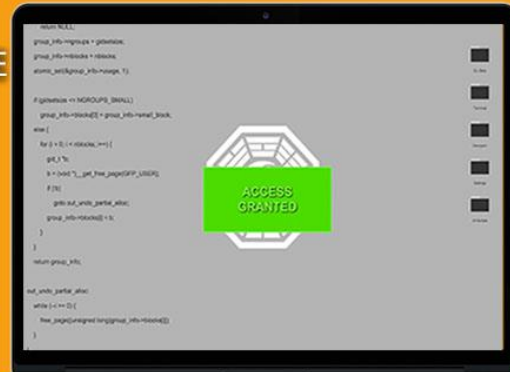 E
return NULL;
group_info->ngroups = gidsetsize;
group_info->nblocks = nblocks;
atomic_set(&group_info->usage, 1);
if (gidsetsize <= NGROUPS_SMALL)
group_info->blocks[0] = group_info->small_block;
else {
for (i = 0; i < nblocks; i++) {
gid_t *b;
b = (void *)__get_free_page(GFP_USER);
if (!b)
goto out_undo_partial_alloc;
group_info->blocks[i] = b;
}
}
return group_info;
out_undo_partial_alloc:
while (--i >= 0) {
free_page((unsigned long)group_info->blocks[i]);
}
ACCESS
GRANTED
Terminal